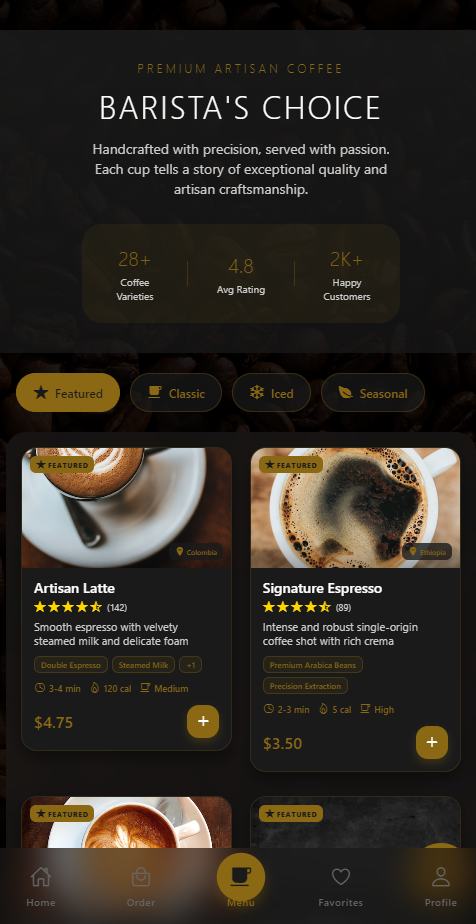 PREMIUM ARTISAN COFFEE
BARISTA'S CHOICE
Handcrafted with precision, served with passion.
Each cup tells a story of exceptional quality and
artisan craftsmanship.
28+
Coffee
Varieties
4.8
Avg Rating
2K+
Happy
Customers
Featured
Classic
Iced
Seasonal
FEATURED
Colombia
Artisan Latte
(142)
Smooth espresso with velvety
steamed milk and delicate foam
Double Espresso
Steamed Milk
+1
3-4 min
120 cal
Medium
$4.75
+
FEATURED
Ethiopia
Signature Espresso
(89)
Intense and robust single-origin
coffee shot with rich crema
Premium Arabica Beans
Precision Extraction
2-3 min
5 cal
High
$3.50
+
FEATURED
FEATURED
Home
Order
Menu
Favorites
Profile